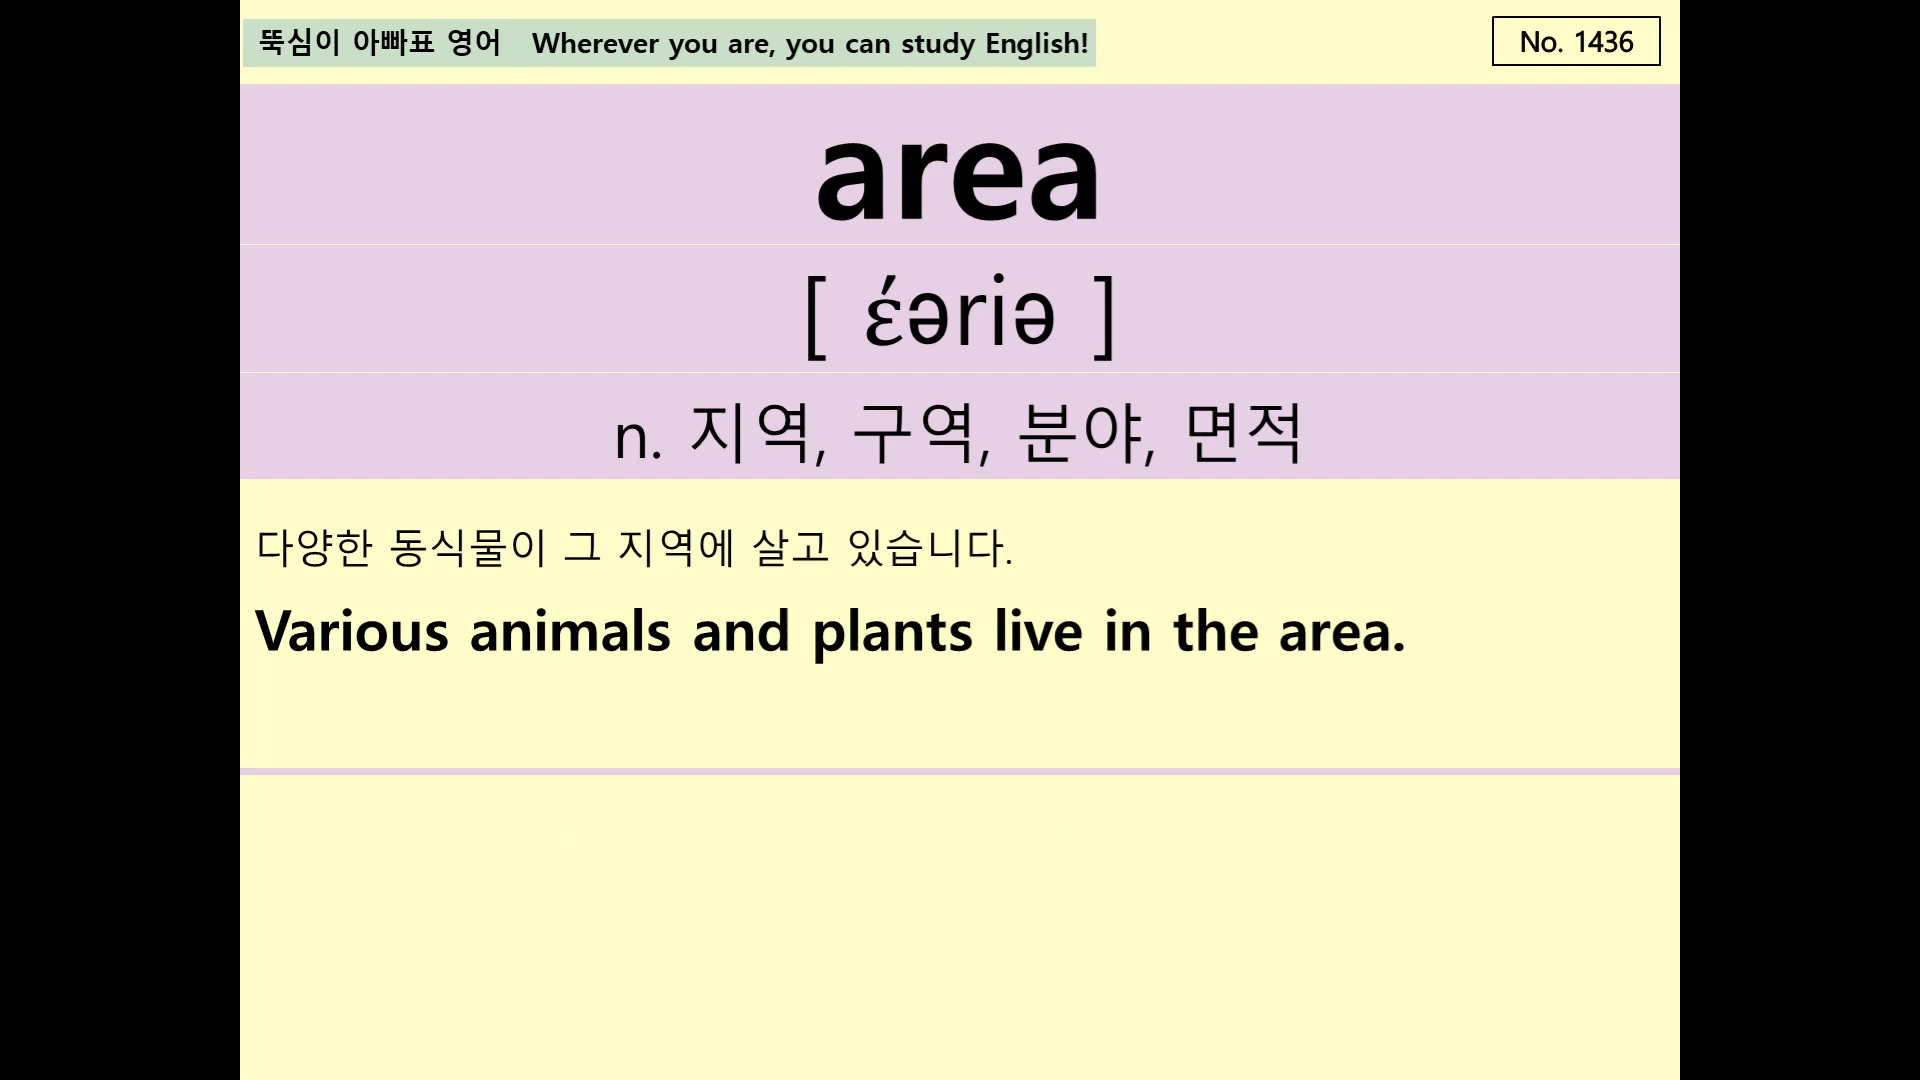 뚝심이 아빠표 영어 Wherever you are, you can study English!
No. 1436
area
[ έəriə ]
n. 지역, 구역, 분야, 면적
다양한 동식물이 그 지역에 살고 있습니다.
Various animals and plants live in the area.